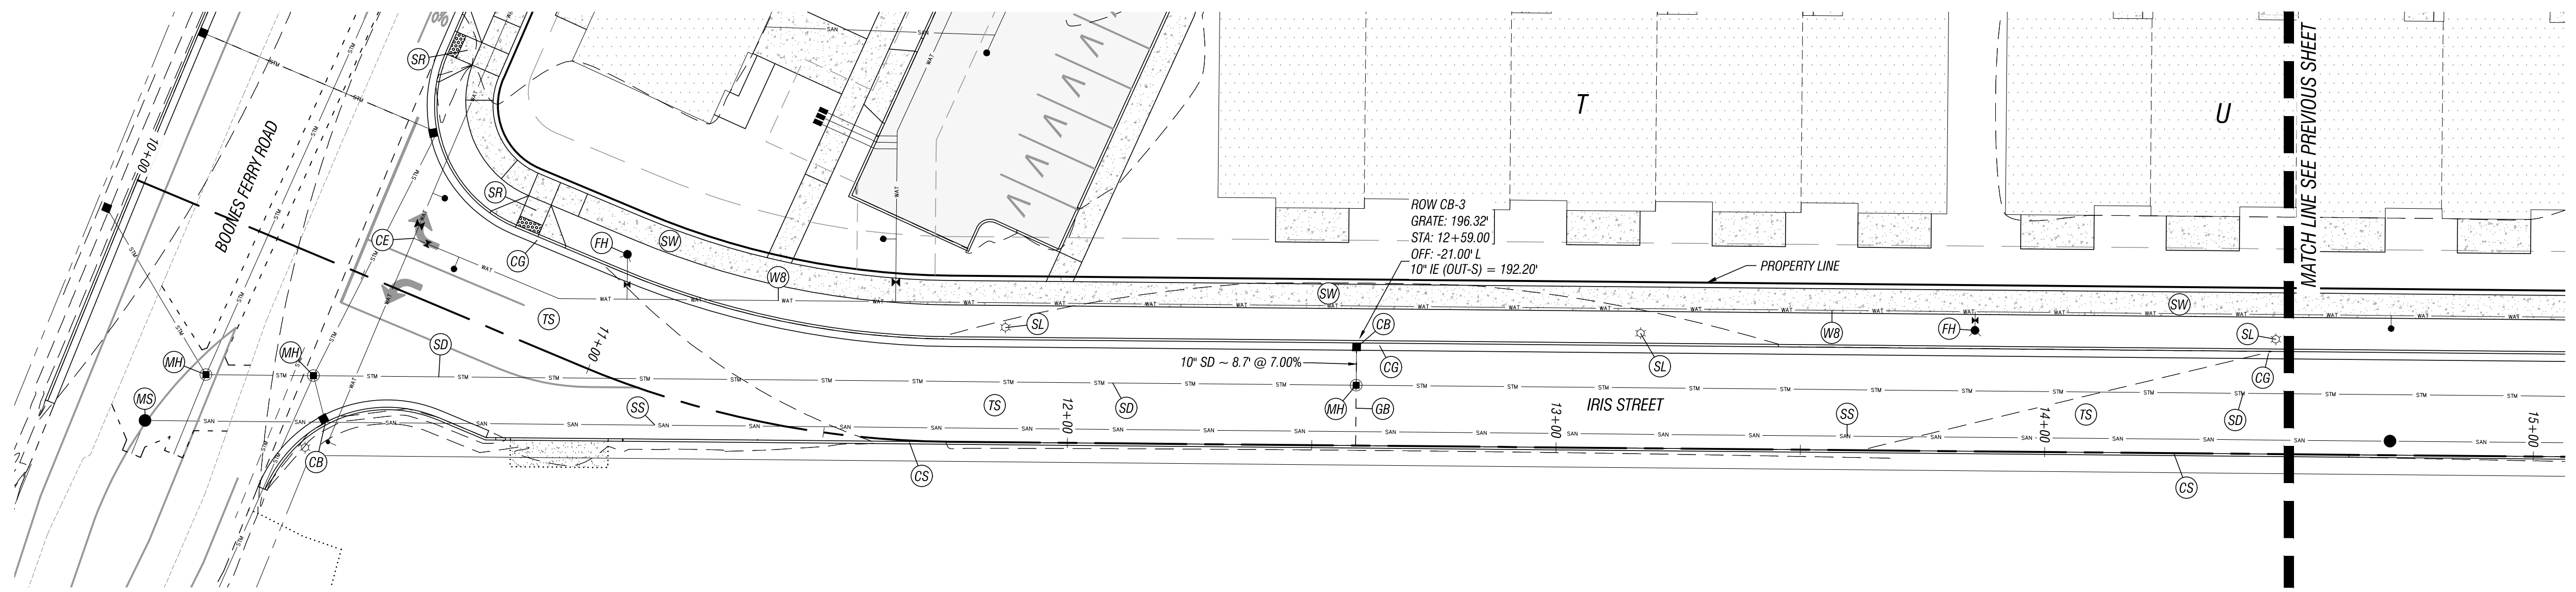 10+00
BOONES FERRY ROAD
SR
SR
CE
CG
FH
SW
W8
TS
11+00
SD
MH
MH
MS
CB
SS
SAN
STM
WAT
T
U
ROW CB-3
GRATE: 196.32'
STA: 12+59.00
OFF: -21.00' L
10" IE (OUT-S) = 192.20'
PROPERTY LINE
MATCH LINE SEE PREVIOUS SHEET
SL
SW
CB
CG
10" SD ~ 8.7' @ 7.00%
SL
W8
FH
SW
SL
CG
TS
12+00
SD
MH
GB
13+00
IRIS STREET
SS
14+00
TS
SD
15+00
CS
CS